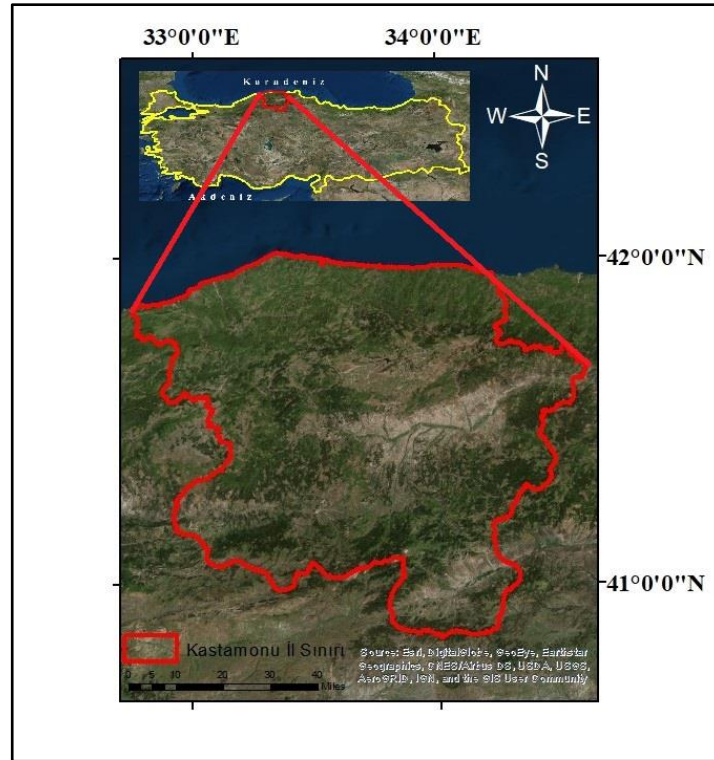 33°0'0"E 34°0'0"E
Karadeniz
N
W E
S
Akdeniz
42°0'0"N
41°0'0"N
Kastamonu İl Sınırı
0 5 10 20 30 40
Miles
Source: Esri, DigitalGlobe, GeoEye, Earthstar
Geographics, CNES/Airbus DS, USDA, USGS,
AeroGRID, IGN, and the GIS User Community